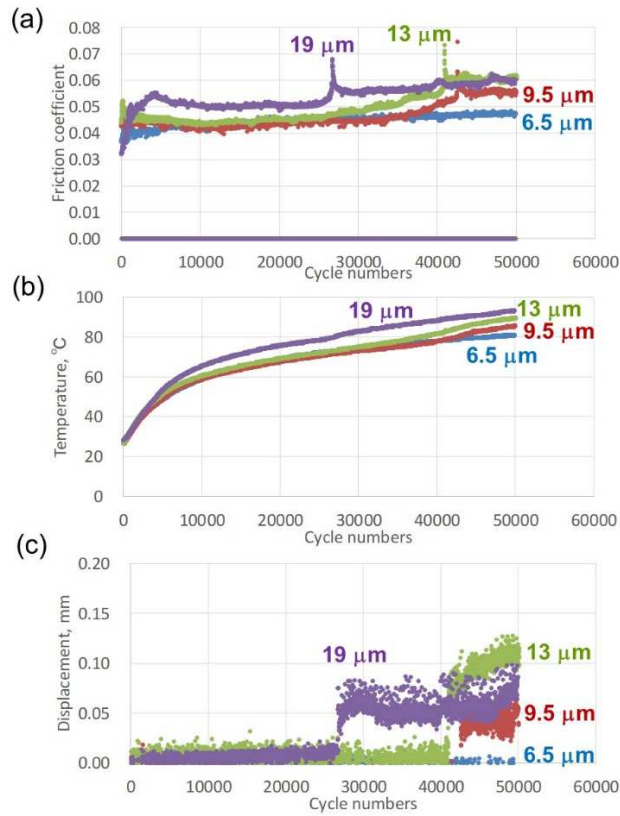 (a)
0.08
0.07
0.06
0.05
0.04
0.03
0.02
0.01
0.00
Friction coefficient
19 μm
13 μm
9.5 μm
6.5 μm
0 10000 20000 30000 40000 50000 60000
Cycle numbers
(b)
100
80
60
40
20
0
Temperature, °C
19 μm
13 μm
9.5 μm
6.5 μm
0 10000 20000 30000 40000 50000 60000
Cycle numbers
(c)
0.20
0.15
0.10
0.05
0.00
Displacement, mm
19 μm
13 μm
9.5 μm
6.5 μm
0 10000 20000 30000 40000 50000 60000
Cycle numbers